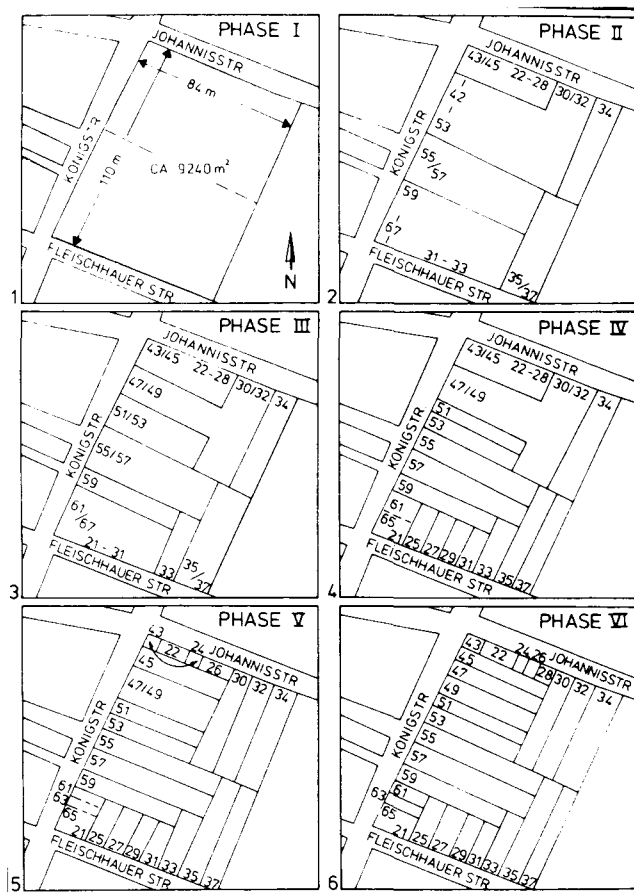 PHASE I
JOHANNISSTR
84 m
KÖNIGSTR
110 m
CA 9240 m²
FLEISCHHAUER STR
N
1
PHASE II
JOHANNISSTR
43/45 22-28 30/32 34
42
53
KÖNIGSTR
55/57
59
67
31 - 33
35/37
FLEISCHHAUER STR
2
PHASE III
JOHANNISSTR
43/45 22-28 30/32 34
47/49
51/53
KÖNIGSTR
55/57
59
61/67
21 - 31 33 35/37
FLEISCHHAUER STR
3
PHASE IV
JOHANNISSTR
43/45 22-28 30/32 34
47/49
51
53
KÖNIGSTR
55
57
59
61
65
21 25 27 29 31 33 35 37
FLEISCHHAUER STR
4
PHASE V
JOHANNISSTR
43 22 24 26 30 32 34
45
47/49
51
KÖNIGSTR
53
55
57
59
61
63
65
21 25 27 29 31 33 35 37
FLEISCHHAUER STR
5
PHASE VI
JOHANNISSTR
43 22 24 26 28 30 32 34
45
47
49
51
KÖNIGSTR
53
55
57
59
61
63
65
21 25 27 29 31 33 35 37
FLEISCHHAUER STR
6